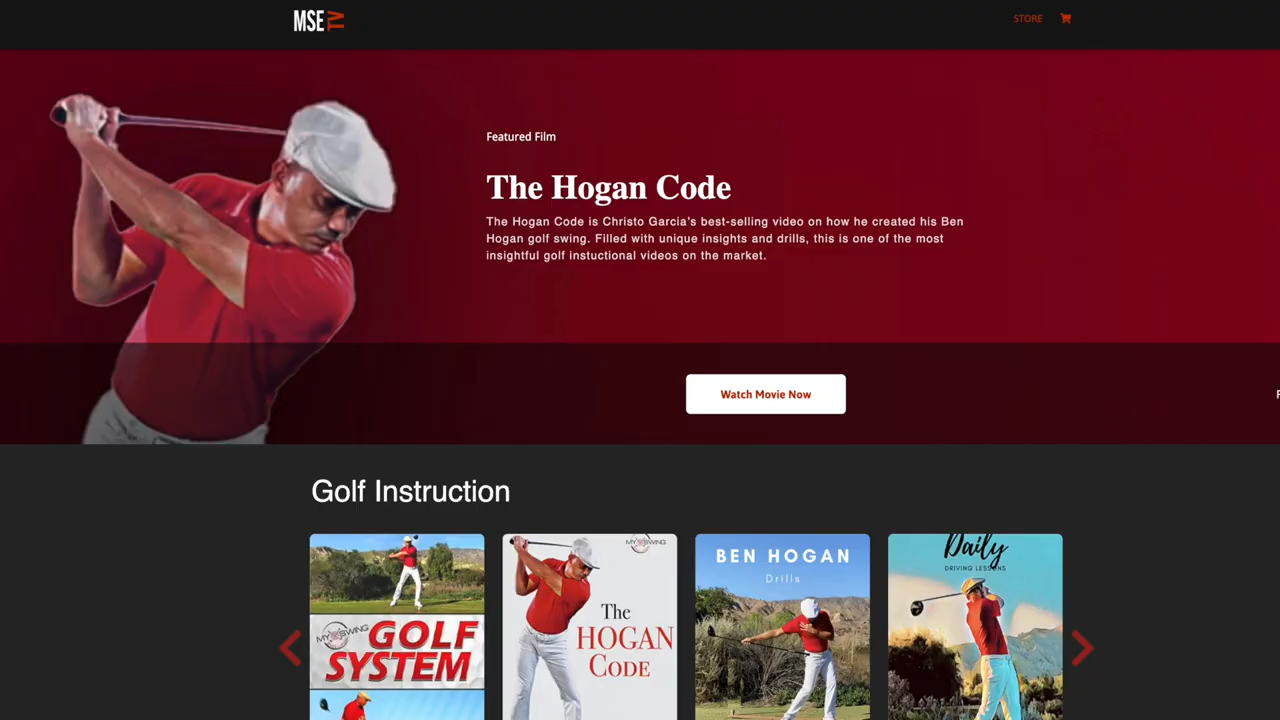 MSE TV
STORE
Featured Film
The Hogan Code
The Hogan Code is Christo Garcia's best-selling video on how he created his Ben
Hogan golf swing. Filled with unique insights and drills, this is one of the most
insightful golf instuctional videos on the market.
Watch Movie Now
Golf Instruction
MY SWING
GOLF
SYSTEM
MY SWING
The
HOGAN
CODE
BEN HOGAN
Drills
Daily
DRIVING LESSONS